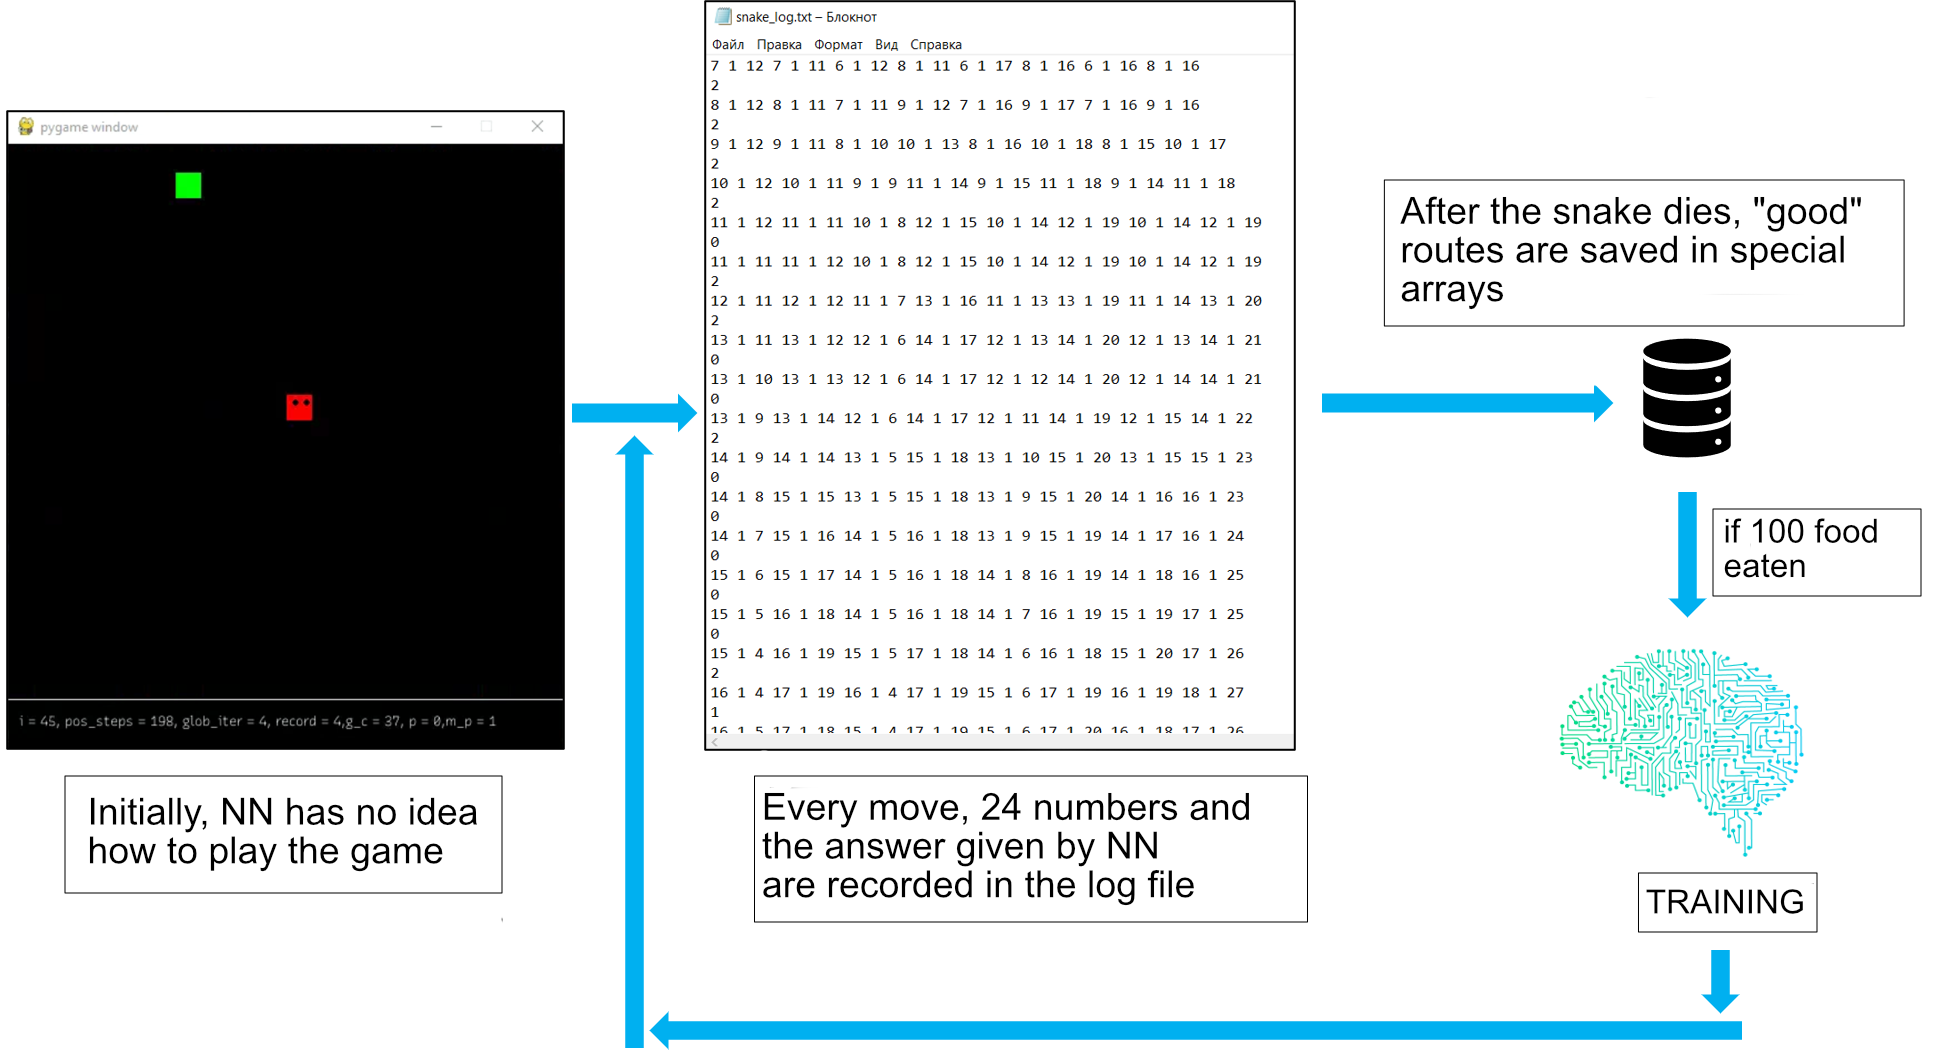 pygame window
i = 45, pos_steps = 198, glob_iter = 4, record = 4,g_c = 37, p = 0,m_p = 1
Initially, NN has no idea
how to play the game
snake_log.txt – Блокнот
Файл Правка Формат Вид Справка
7 1 12 7 1 11 6 1 12 8 1 11 6 1 17 8 1 16 6 1 16 8 1 16
2
8 1 12 8 1 11 7 1 11 9 1 12 7 1 16 9 1 17 7 1 16 9 1 16
2
9 1 12 9 1 11 8 1 10 10 1 13 8 1 16 10 1 18 8 1 15 10 1 17
2
10 1 12 10 1 11 9 1 9 11 1 14 9 1 15 11 1 18 9 1 14 11 1 18
2
11 1 12 11 1 11 10 1 8 12 1 15 10 1 14 12 1 19 10 1 14 12 1 19
0
11 1 11 11 1 12 10 1 8 12 1 15 10 1 14 12 1 19 10 1 14 12 1 19
2
12 1 11 12 1 12 11 1 7 13 1 16 11 1 13 13 1 19 11 1 14 13 1 20
2
13 1 11 13 1 12 12 1 6 14 1 17 12 1 13 14 1 20 12 1 13 14 1 21
0
13 1 10 13 1 13 12 1 6 14 1 17 12 1 12 14 1 20 12 1 14 14 1 21
0
13 1 9 13 1 14 12 1 6 14 1 17 12 1 11 14 1 19 12 1 15 14 1 22
2
14 1 9 14 1 14 13 1 5 15 1 18 13 1 10 15 1 20 13 1 15 15 1 23
0
14 1 8 15 1 15 13 1 5 15 1 18 13 1 9 15 1 20 14 1 16 16 1 23
0
14 1 7 15 1 16 14 1 5 16 1 18 13 1 9 15 1 19 14 1 17 16 1 24
0
15 1 6 15 1 17 14 1 5 16 1 18 14 1 8 16 1 19 14 1 18 16 1 25
0
15 1 5 16 1 18 14 1 5 16 1 18 14 1 7 16 1 19 15 1 19 17 1 25
0
15 1 4 16 1 19 15 1 5 17 1 18 14 1 6 16 1 18 15 1 20 17 1 26
2
16 1 4 17 1 19 16 1 4 17 1 19 15 1 6 17 1 19 16 1 19 18 1 27
1
16 1 5 17 1 18 15 1 4 17 1 19 15 1 6 17 1 20 16 1 18 17 1 26
Every move, 24 numbers and
the answer given by NN
are recorded in the log file
After the snake dies, "good"
routes are saved in special
arrays
if 100 food
eaten
TRAINING